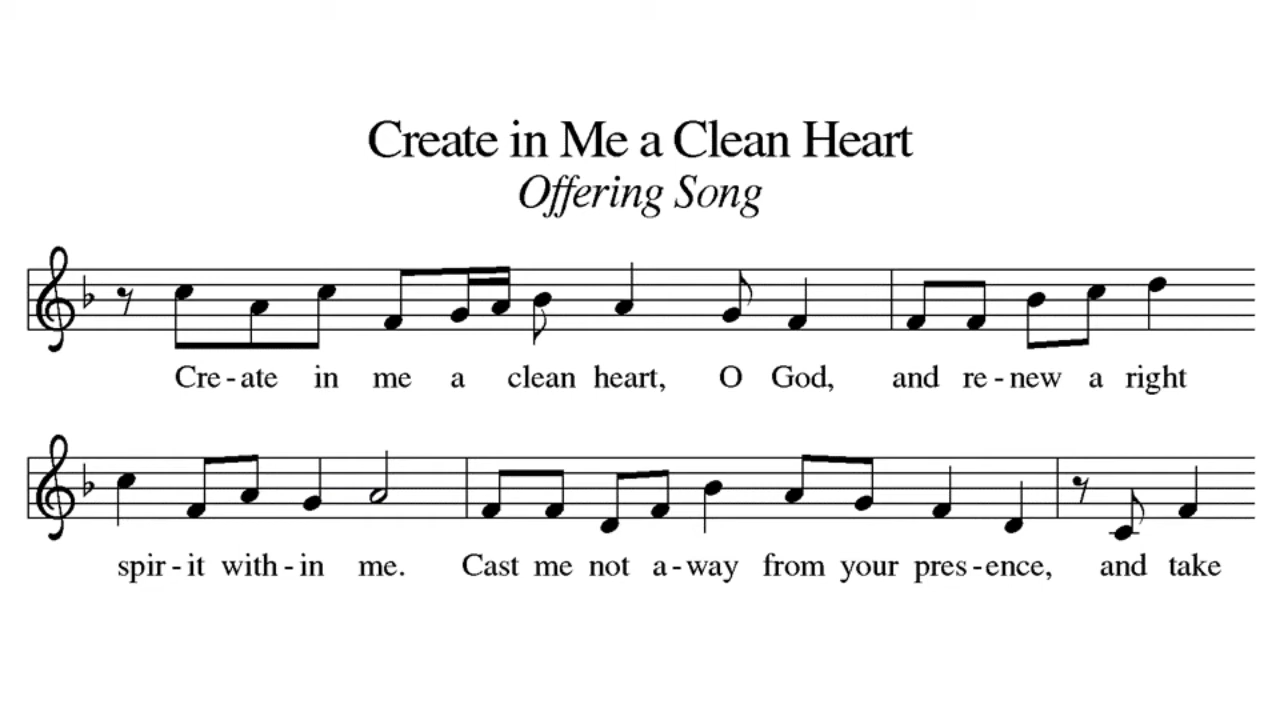 Create in Me a Clean Heart
Offering Song
Cre - ate in me a clean heart, O God, and re - new a right
spir - it with - in me. Cast me not a - way from your pres - ence, and take